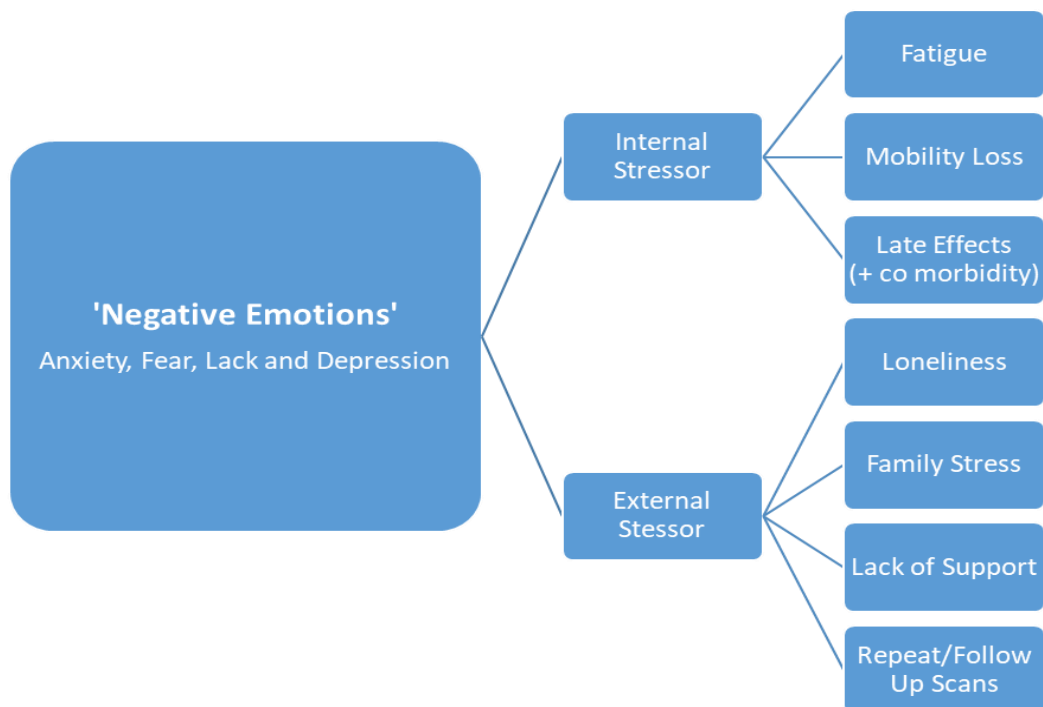 'Negative Emotions'
Anxiety, Fear, Lack and Depression
Internal
Stressor
External
Stessor
Fatigue
Mobility Loss
Late Effects
(+ co morbidity)
Loneliness
Family Stress
Lack of Support
Repeat/Follow
Up Scans